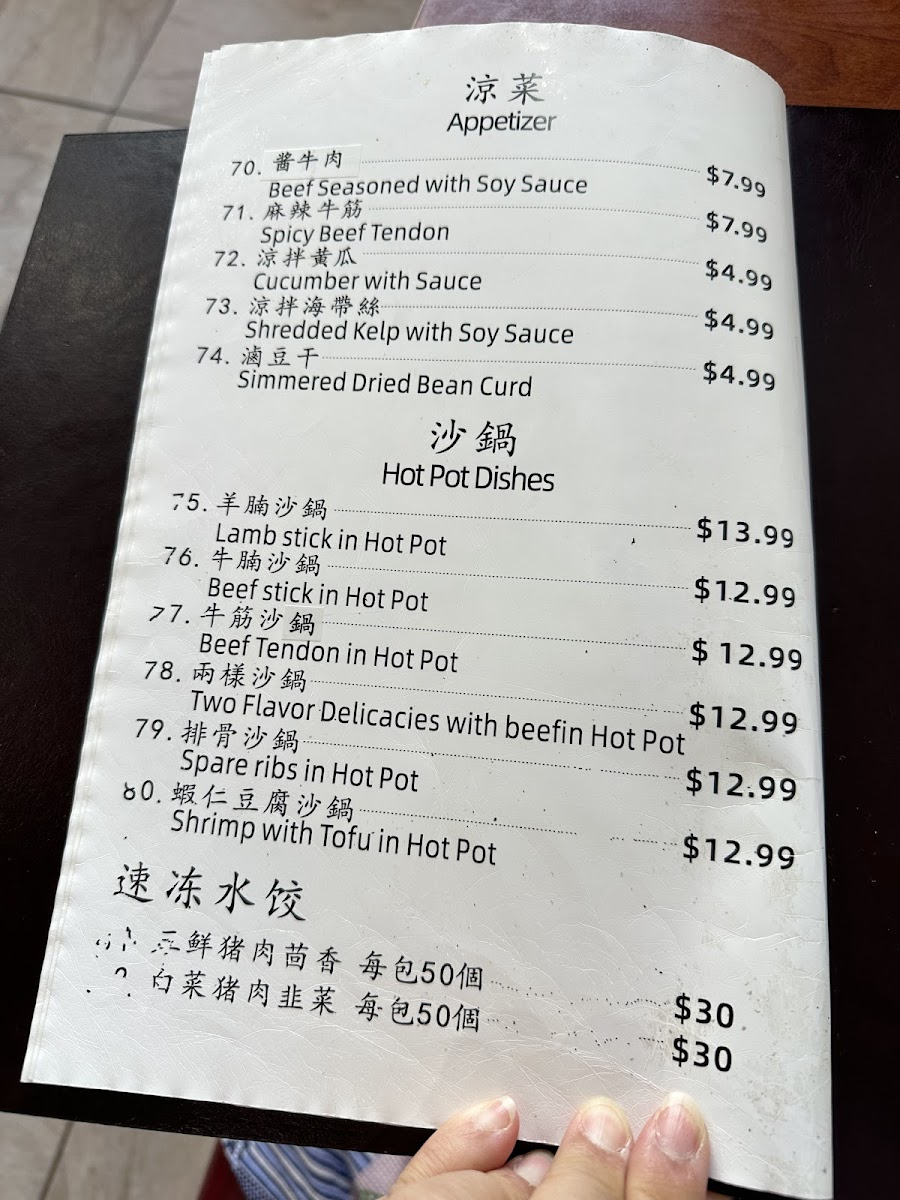 涼菜
Appetizer
70. 酱牛肉 $7.99
Beef Seasoned with Soy Sauce
71. 麻辣牛筋 $7.99
Spicy Beef Tendon
72. 涼拌黃瓜 $4.99
Cucumber with Sauce
73. 涼拌海帶絲 $4.99
Shredded Kelp with Soy Sauce
74. 滷豆干 $4.99
Simmered Dried Bean Curd
沙鍋
Hot Pot Dishes
75. 羊腩沙鍋 $13.99
Lamb stick in Hot Pot
76. 牛腩沙鍋 $12.99
Beef stick in Hot Pot
77. 牛筋沙鍋 $ 12.99
Beef Tendon in Hot Pot
78. 兩樣沙鍋 $12.99
Two Flavor Delicacies with beefin Hot Pot
79. 排骨沙鍋 $12.99
Spare ribs in Hot Pot
80. 蝦仁豆腐沙鍋 $12.99
Shrimp with Tofu in Hot Pot
速冻水饺
三鲜猪肉茴香 每包50個 $30
白菜猪肉韭菜 每包50個 $30